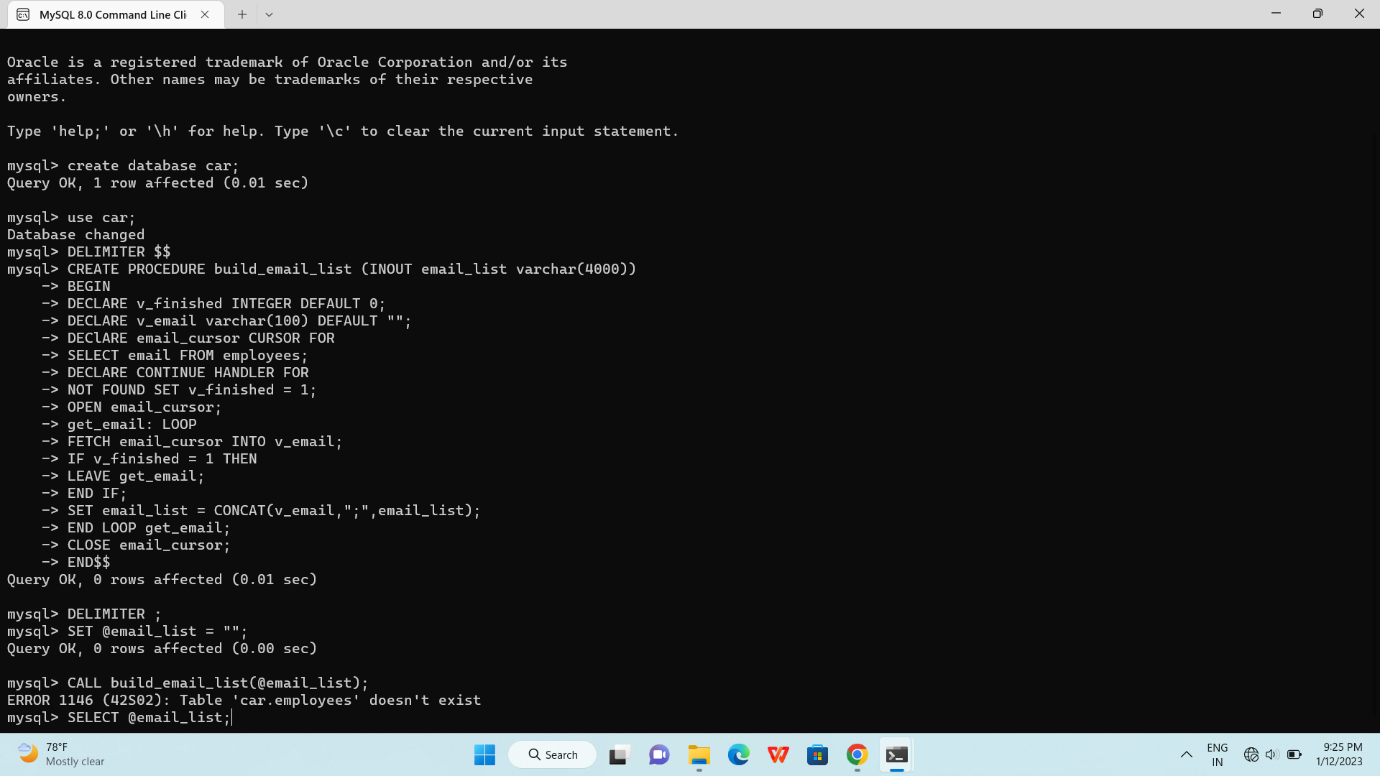 MySQL 8.0 Command Line Cli
Oracle is a registered trademark of Oracle Corporation and/or its
affiliates. Other names may be trademarks of their respective
owners.
Type 'help;' or '\h' for help. Type '\c' to clear the current input statement.
mysql> create database car;
Query OK, 1 row affected (0.01 sec)
mysql> use car;
Database changed
mysql> DELIMITER $$
mysql> CREATE PROCEDURE build_email_list (INOUT email_list varchar(4000))
    -> BEGIN
    -> DECLARE v_finished INTEGER DEFAULT 0;
    -> DECLARE v_email varchar(100) DEFAULT "";
    -> DEClARE email_cursor CURSOR FOR
    -> SELECT email FROM employees;
    -> DECLARE CONTINUE HANDLER FOR
    -> NOT FOUND SET v_finished = 1;
    -> OPEN email_cursor;
    -> get_email: LOOP
    -> FETCH email_cursor INTO v_email;
    -> IF v_finished = 1 THEN
    -> LEAVE get_email;
    -> END IF;
    -> SET email_list = CONCAT(v_email,";",email_list);
    -> END LOOP get_email;
    -> CLOSE email_cursor;
    -> END$$
Query OK, 0 rows affected (0.01 sec)
mysql> DELIMITER ;
mysql> SET @email_list = "";
Query OK, 0 rows affected (0.00 sec)
mysql> CALL build_email_list(@email_list);
ERROR 1146 (42S02): Table 'car.employees' doesn't exist
mysql> SELECT @email_list;
78°F
Mostly clear
Search
ENG
IN
9:25 PM
1/12/2023